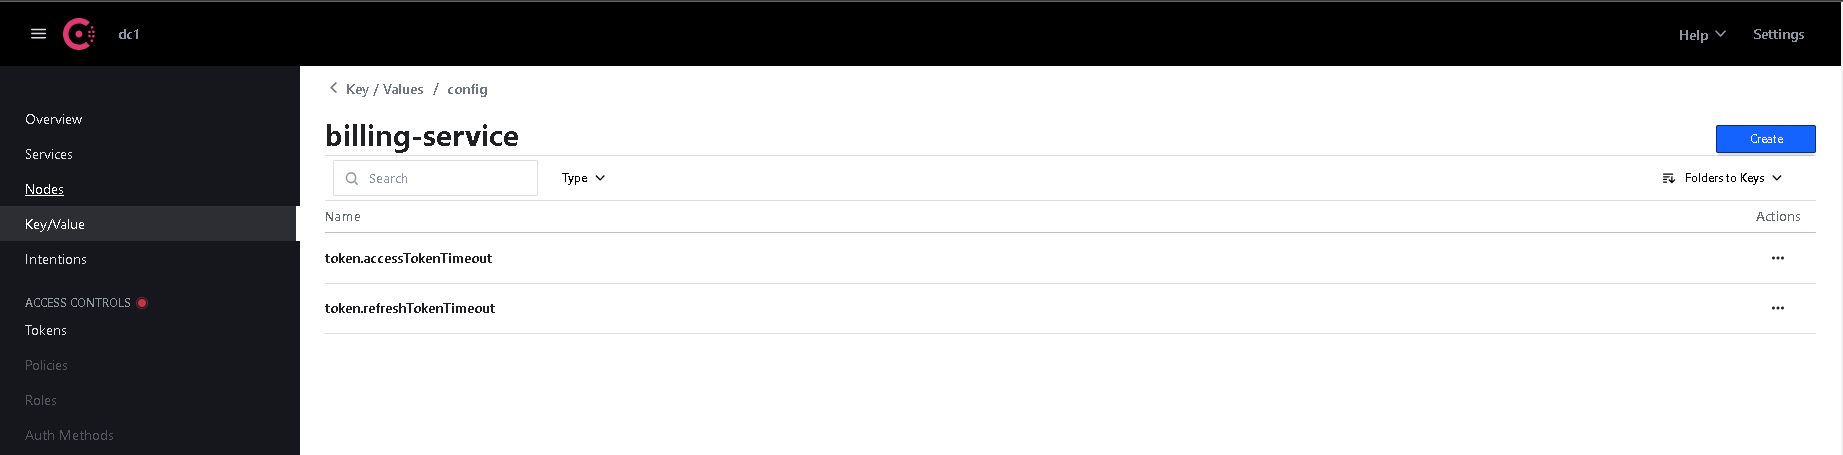 dc1
Help
Settings
Overview
Services
Nodes
Key/Value
Intentions
ACCESS CONTROLS
Tokens
Policies
Roles
Auth Methods
Key / Values / config
billing-service
Create
Search
Type
Folders to Keys
Name
Actions
token.accessTokenTimeout
token.refreshTokenTimeout